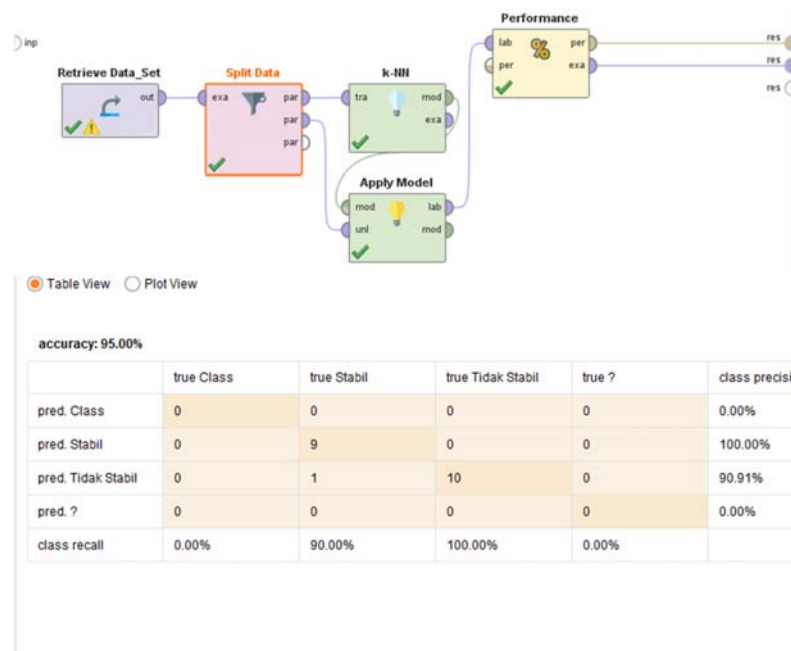 Performance
inp
lab
per
res
per
exa
res
res
Retrieve Data_Set
Split Data
k-NN
out
exa
par
tra
mod
par
exa
par
Apply Model
mod
lab
unl
mod
Table View Plot View
accuracy: 95.00%
true Class true Stabil true Tidak Stabil true ? class precisi
pred. Class 0 0 0 0 0.00%
pred. Stabil 0 9 0 0 100.00%
pred. Tidak Stabil 0 1 10 0 90.91%
pred. ? 0 0 0 0 0.00%
class recall 0.00% 90.00% 100.00% 0.00%